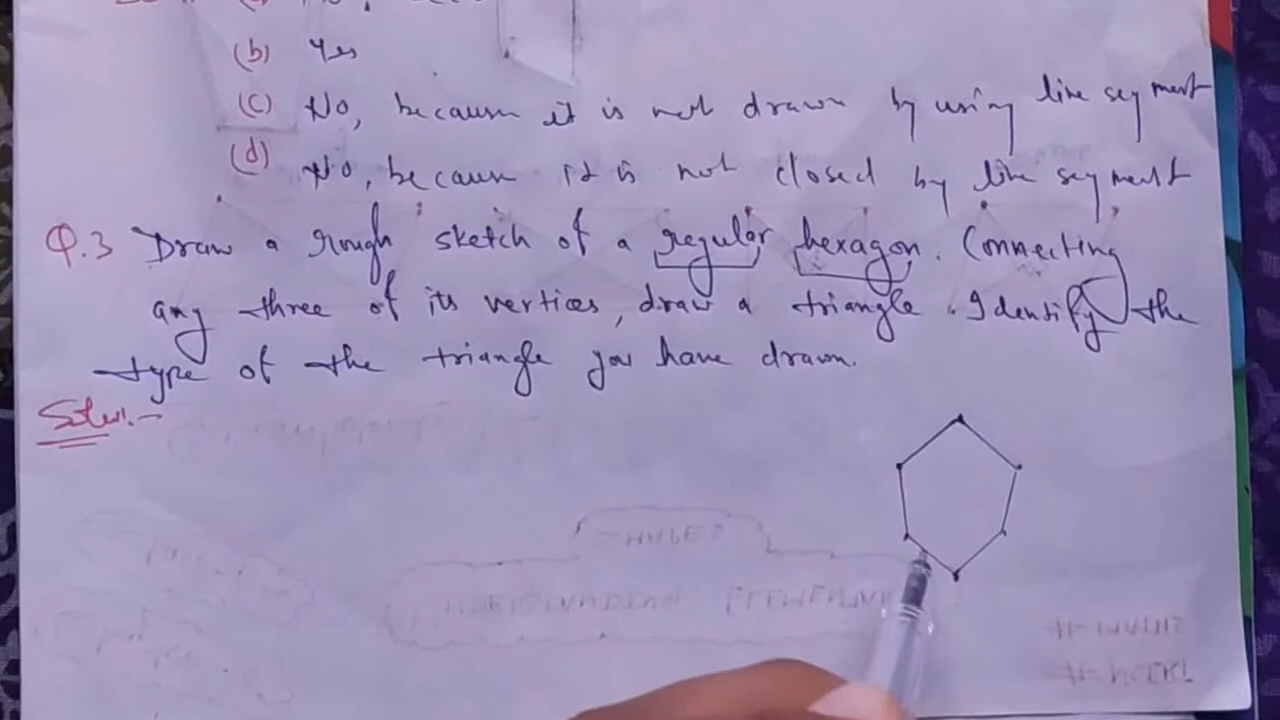 (b) Yes
(c) No, because it is not drawn by using line segment
(d) No, because it is not closed by line segment
Q.3 Draw a rough sketch of a regular hexagon. Connecting
any three of its vertices, draw a triangle. Identify the
type of the triangle you have drawn.
Soln.:-